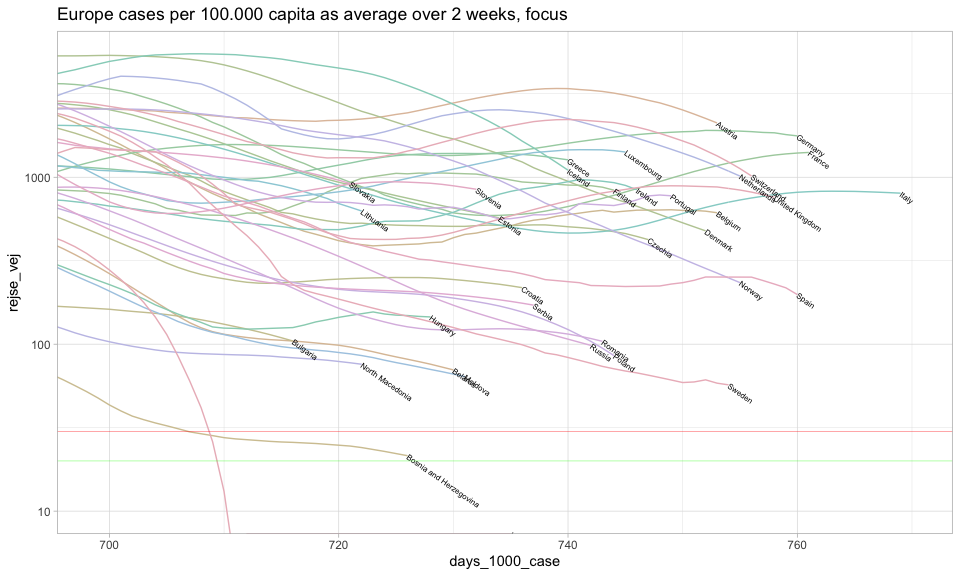 Europe cases per 100.000 capita as average over 2 weeks, focus
rejse_vej
1000
100
10
Austria
Germany
France
Luxembourg
Greece
Iceland
Switzerland
Netherlands
United Kingdom
Italy
Slovakia
Slovenia
Finland
Ireland
Portugal
Lithuania
Estonia
Belgium
Denmark
Czechia
Norway
Spain
Croatia
Serbia
Hungary
Bulgaria
Romania
Russia
Poland
North Macedonia
Belarus
Moldova
Sweden
Bosnia and Herzegovina
700
720
740
760
days_1000_case